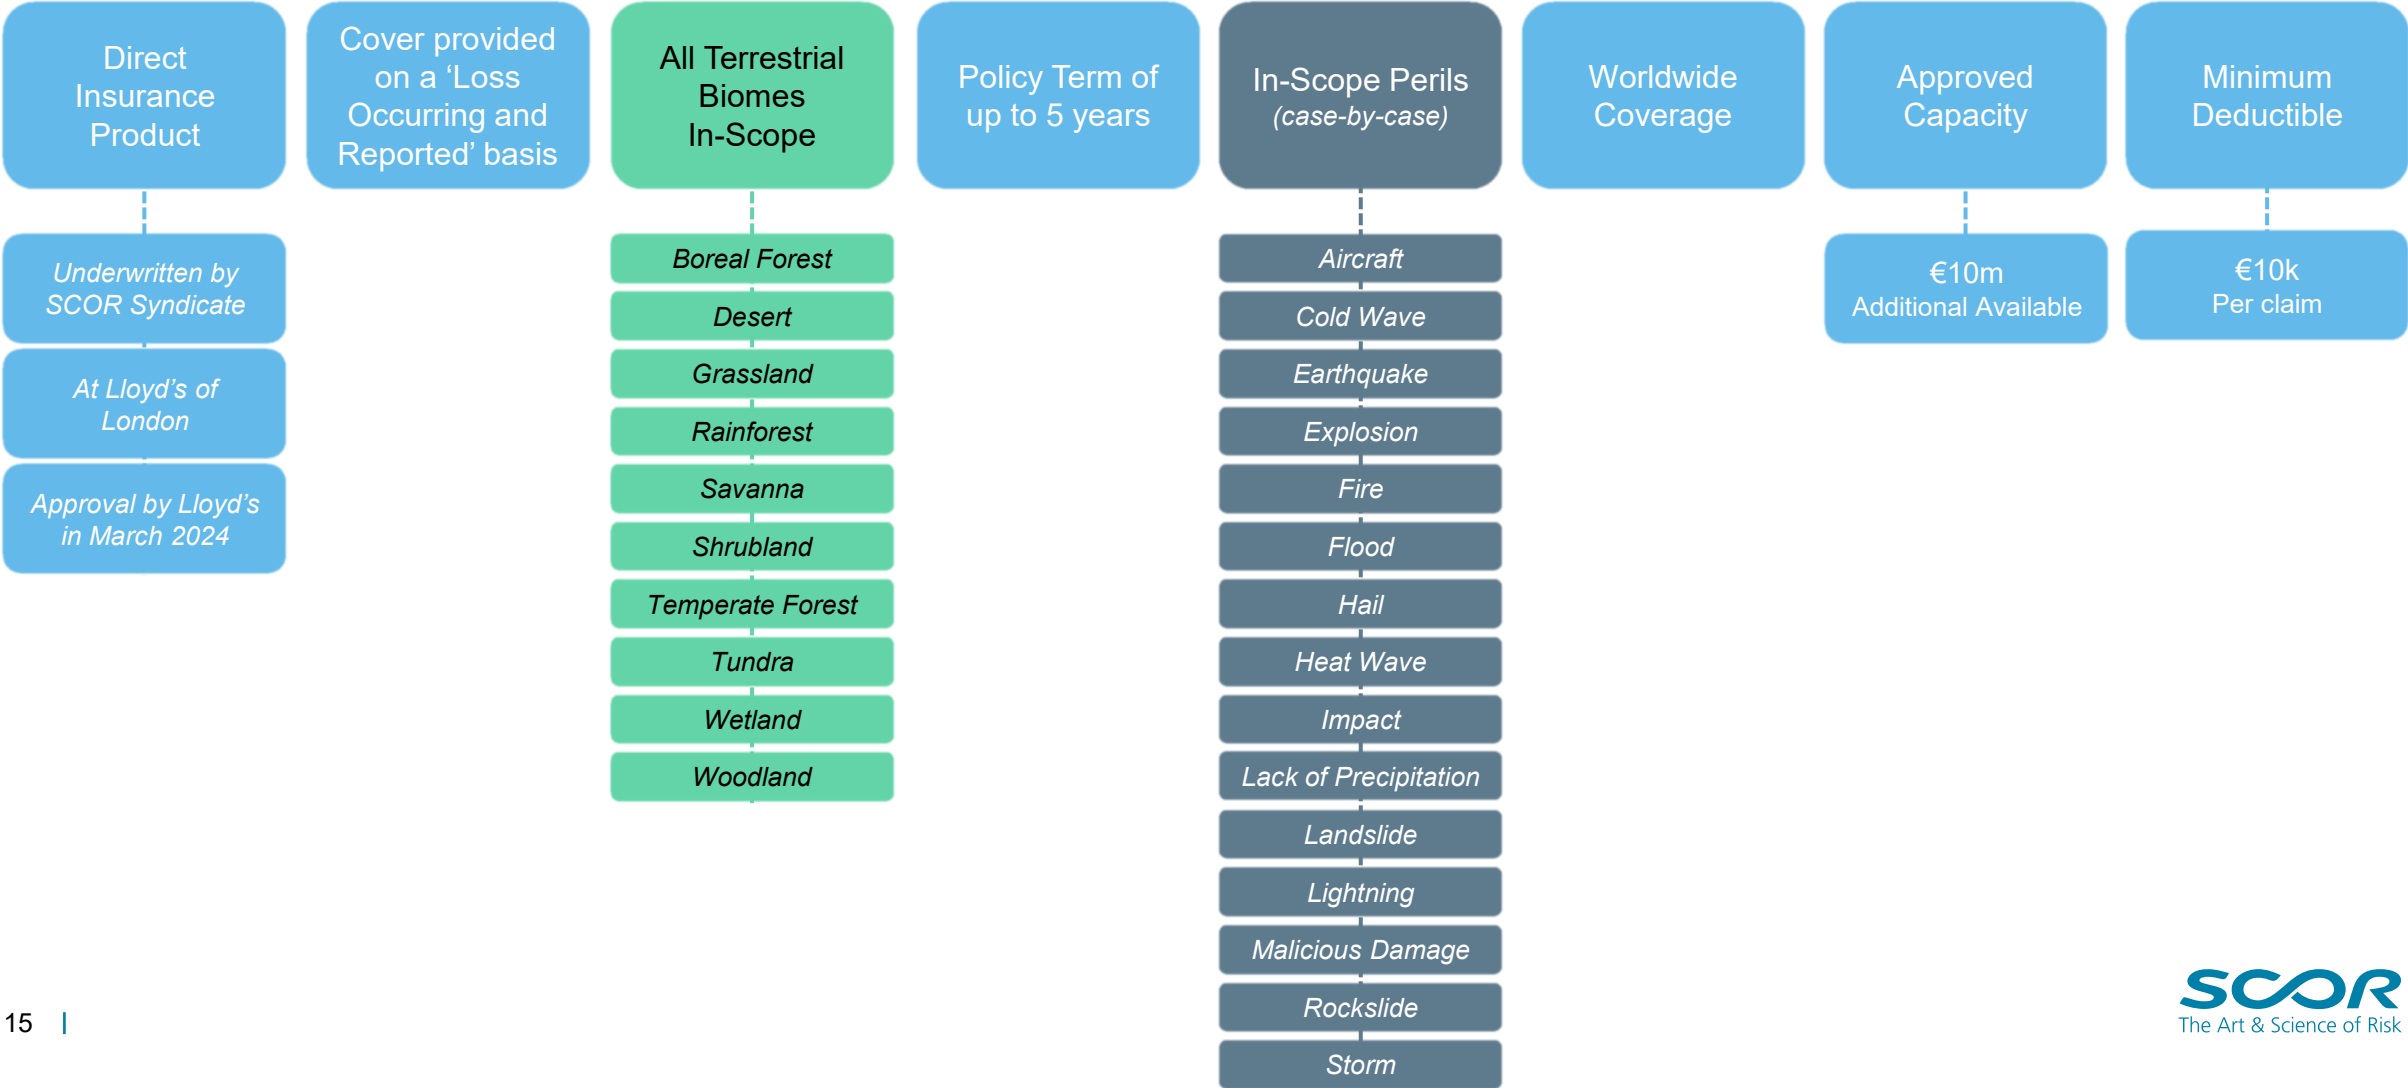 Direct
Insurance
Product
Underwritten by
SCOR Syndicate
At Lloyd’s of
London
Approval by Lloyd’s
in March 2024
Cover provided
on a ‘Loss
Occurring and
Reported’ basis
All Terrestrial
Biomes
In-Scope
Boreal Forest
Desert
Grassland
Rainforest
Savanna
Shrubland
Temperate Forest
Tundra
Wetland
Woodland
Policy Term of
up to 5 years
In-Scope Perils
(case-by-case)
Aircraft
Cold Wave
Earthquake
Explosion
Fire
Flood
Hail
Heat Wave
Impact
Lack of Precipitation
Landslide
Lightning
Malicious Damage
Rockslide
Storm
Worldwide
Coverage
Approved
Capacity
€10m
Additional Available
Minimum
Deductible
€10k
Per claim
15 |
SCOR
The Art & Science of Risk